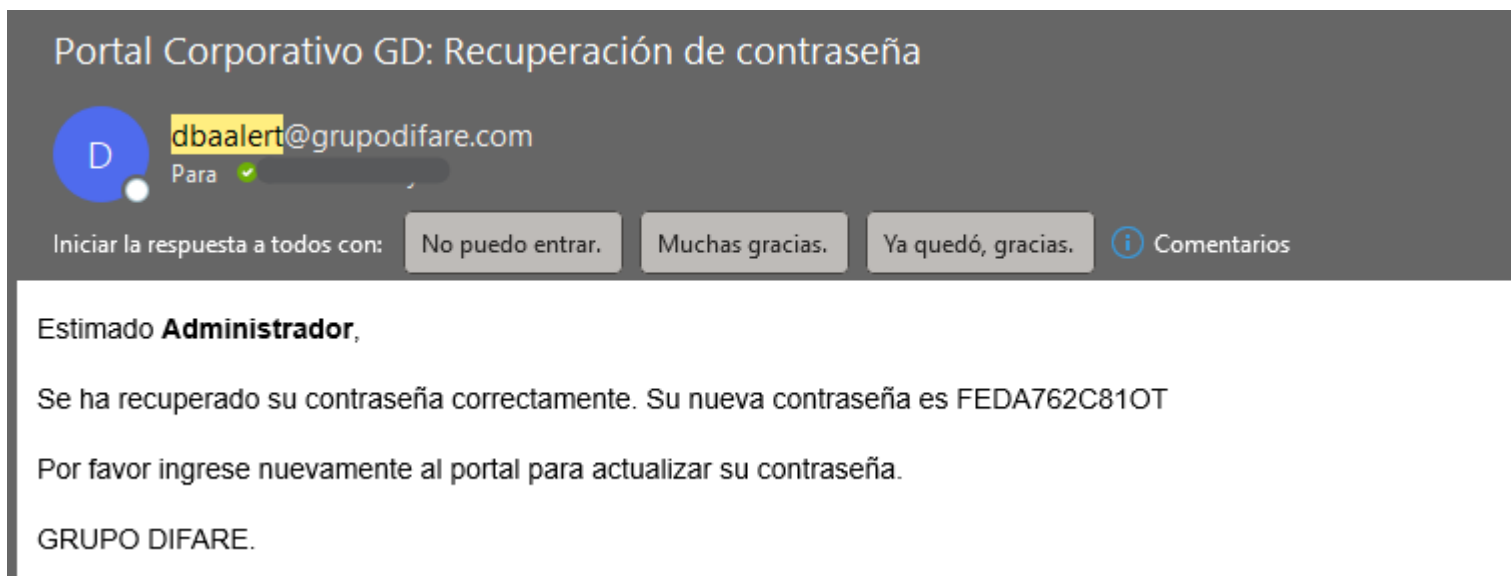 Portal Corporativo GD: Recuperación de contraseña
D
dbaalert@grupodifare.com
Para
Iniciar la respuesta a todos con: No puedo entrar. Muchas gracias. Ya quedó, gracias. Comentarios
Estimado Administrador,
Se ha recuperado su contraseña correctamente. Su nueva contraseña es FEDA762C81OT
Por favor ingrese nuevamente al portal para actualizar su contraseña.
GRUPO DIFARE.